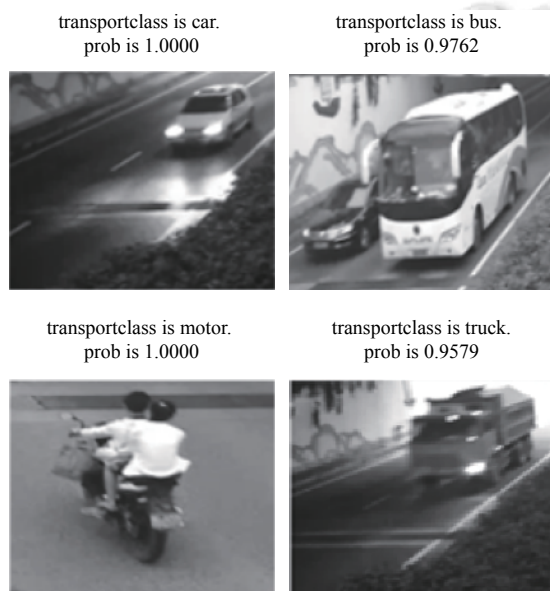 transportclass is car.
prob is 1.0000
transportclass is bus.
prob is 0.9762
transportclass is motor.
prob is 1.0000
transportclass is truck.
prob is 0.9579